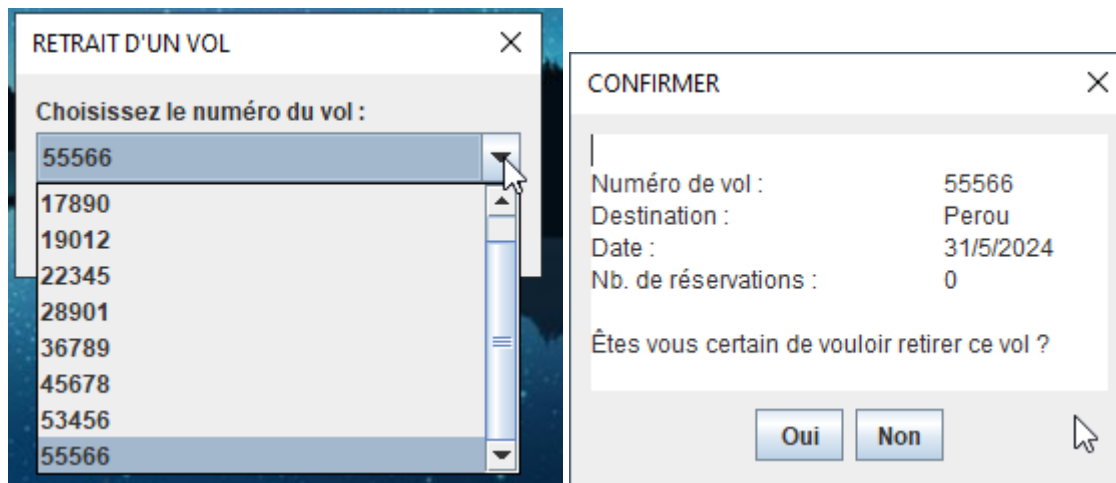 RETRAIT D'UN VOL
Choisissez le numéro du vol :
55566
17890
19012
22345
28901
36789
45678
53456
55566
CONFIRMER
Numéro de vol : 55566
Destination : Perou
Date : 31/5/2024
Nb. de réservations : 0
Êtes vous certain de vouloir retirer ce vol ?
Oui Non